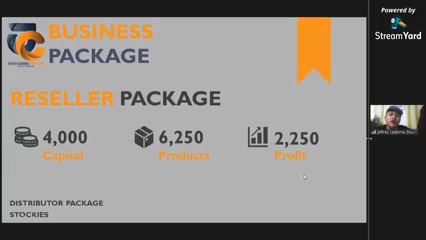 Powered by
StreamYard
BUSINESS
PACKAGE
RESELLER PACKAGE
4,000
Capital
6,250
Products
2,250
Profit
DISTRIBUTOR PACKAGE
STOCKIES